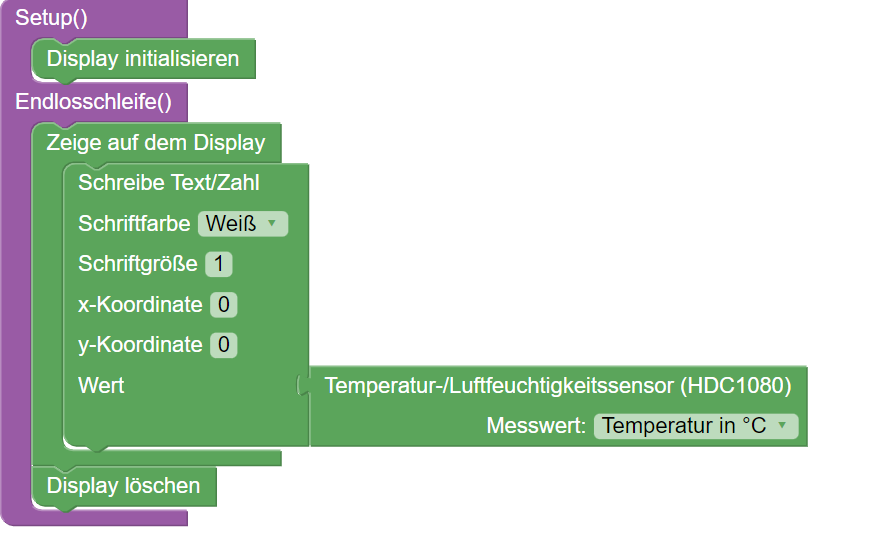 Setup()
Display initialisieren
Endlosschleife()
Zeige auf dem Display
Schreibe Text/Zahl
Schriftfarbe Weiß
Schriftgröße 1
x-Koordinate 0
y-Koordinate 0
Wert Temperatur-/Luftfeuchtigkeitssensor (HDC1080)
Messwert: Temperatur in °C
Display löschen